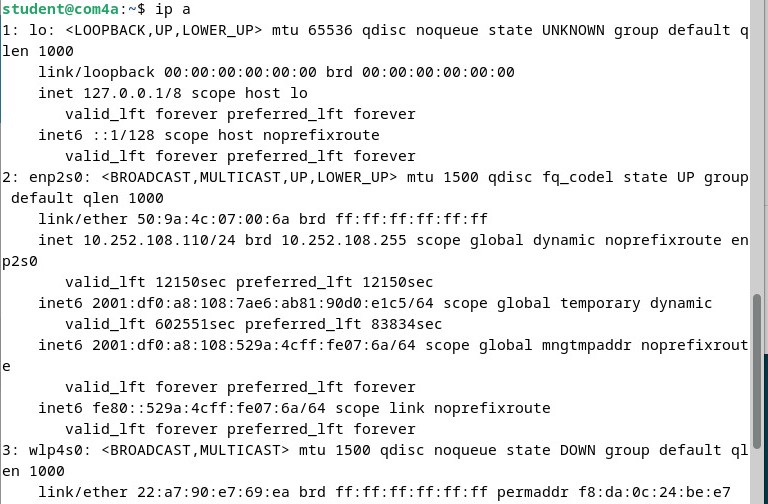 student@com4a:~$ ip a
1: lo: <LOOPBACK,UP,LOWER_UP> mtu 65536 qdisc noqueue state UNKNOWN group default q
len 1000
    link/loopback 00:00:00:00:00:00 brd 00:00:00:00:00:00
    inet 127.0.0.1/8 scope host lo
       valid_lft forever preferred_lft forever
    inet6 ::1/128 scope host noprefixroute
       valid_lft forever preferred_lft forever
2: enp2s0: <BROADCAST,MULTICAST,UP,LOWER_UP> mtu 1500 qdisc fq_codel state UP group
 default qlen 1000
    link/ether 50:9a:4c:07:00:6a brd ff:ff:ff:ff:ff:ff
    inet 10.252.108.110/24 brd 10.252.108.255 scope global dynamic noprefixroute en
p2s0
       valid_lft 12150sec preferred_lft 12150sec
    inet6 2001:df0:a8:108:7ae6:ab81:90d0:e1c5/64 scope global temporary dynamic
       valid_lft 602551sec preferred_lft 83834sec
    inet6 2001:df0:a8:108:529a:4cff:fe07:6a/64 scope global mngtmpaddr noprefixrout
e
       valid_lft forever preferred_lft forever
    inet6 fe80::529a:4cff:fe07:6a/64 scope link noprefixroute
       valid_lft forever preferred_lft forever
3: wlp4s0: <BROADCAST,MULTICAST> mtu 1500 qdisc noqueue state DOWN group default ql
en 1000
    link/ether 22:a7:90:e7:69:ea brd ff:ff:ff:ff:ff:ff permaddr f8:da:0c:24:be:e7